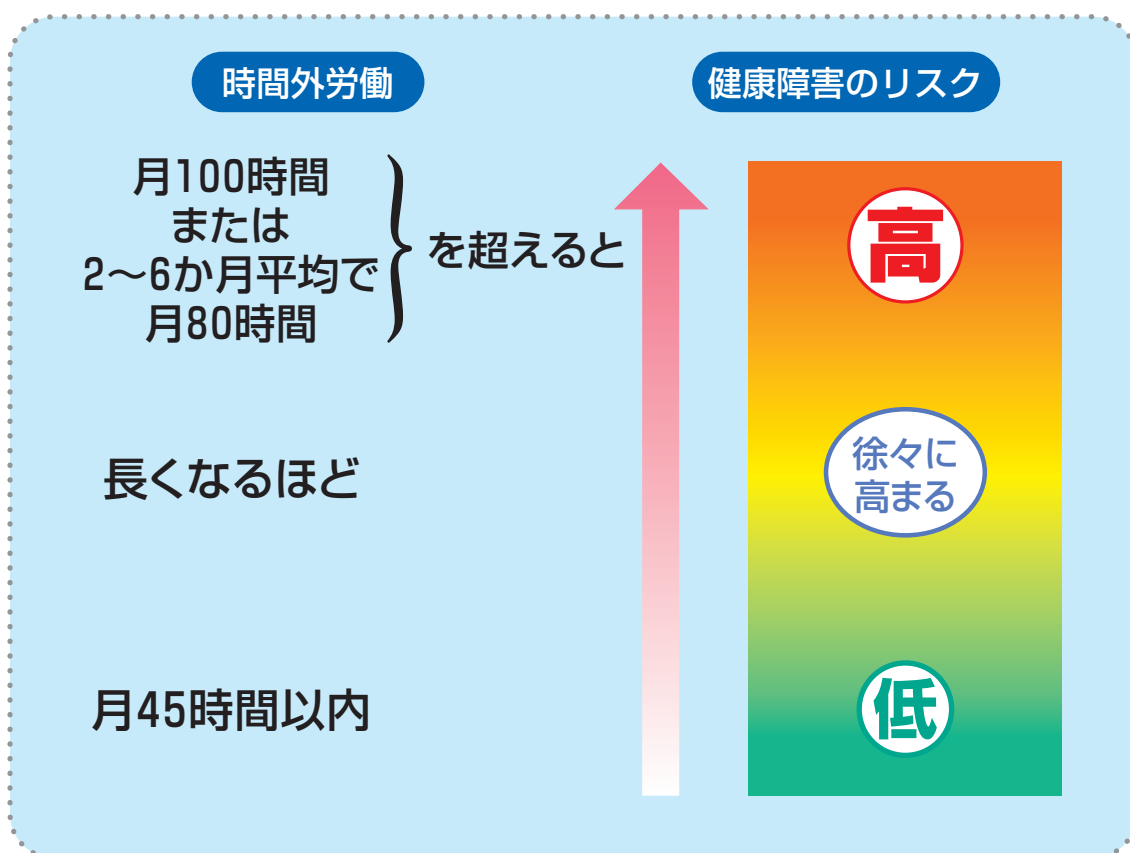 時間外労働
健康障害のリスク
月100時間
または
2〜6か月平均で
月80時間
を超えると
高
長くなるほど
徐々に
高まる
月45時間以内
低